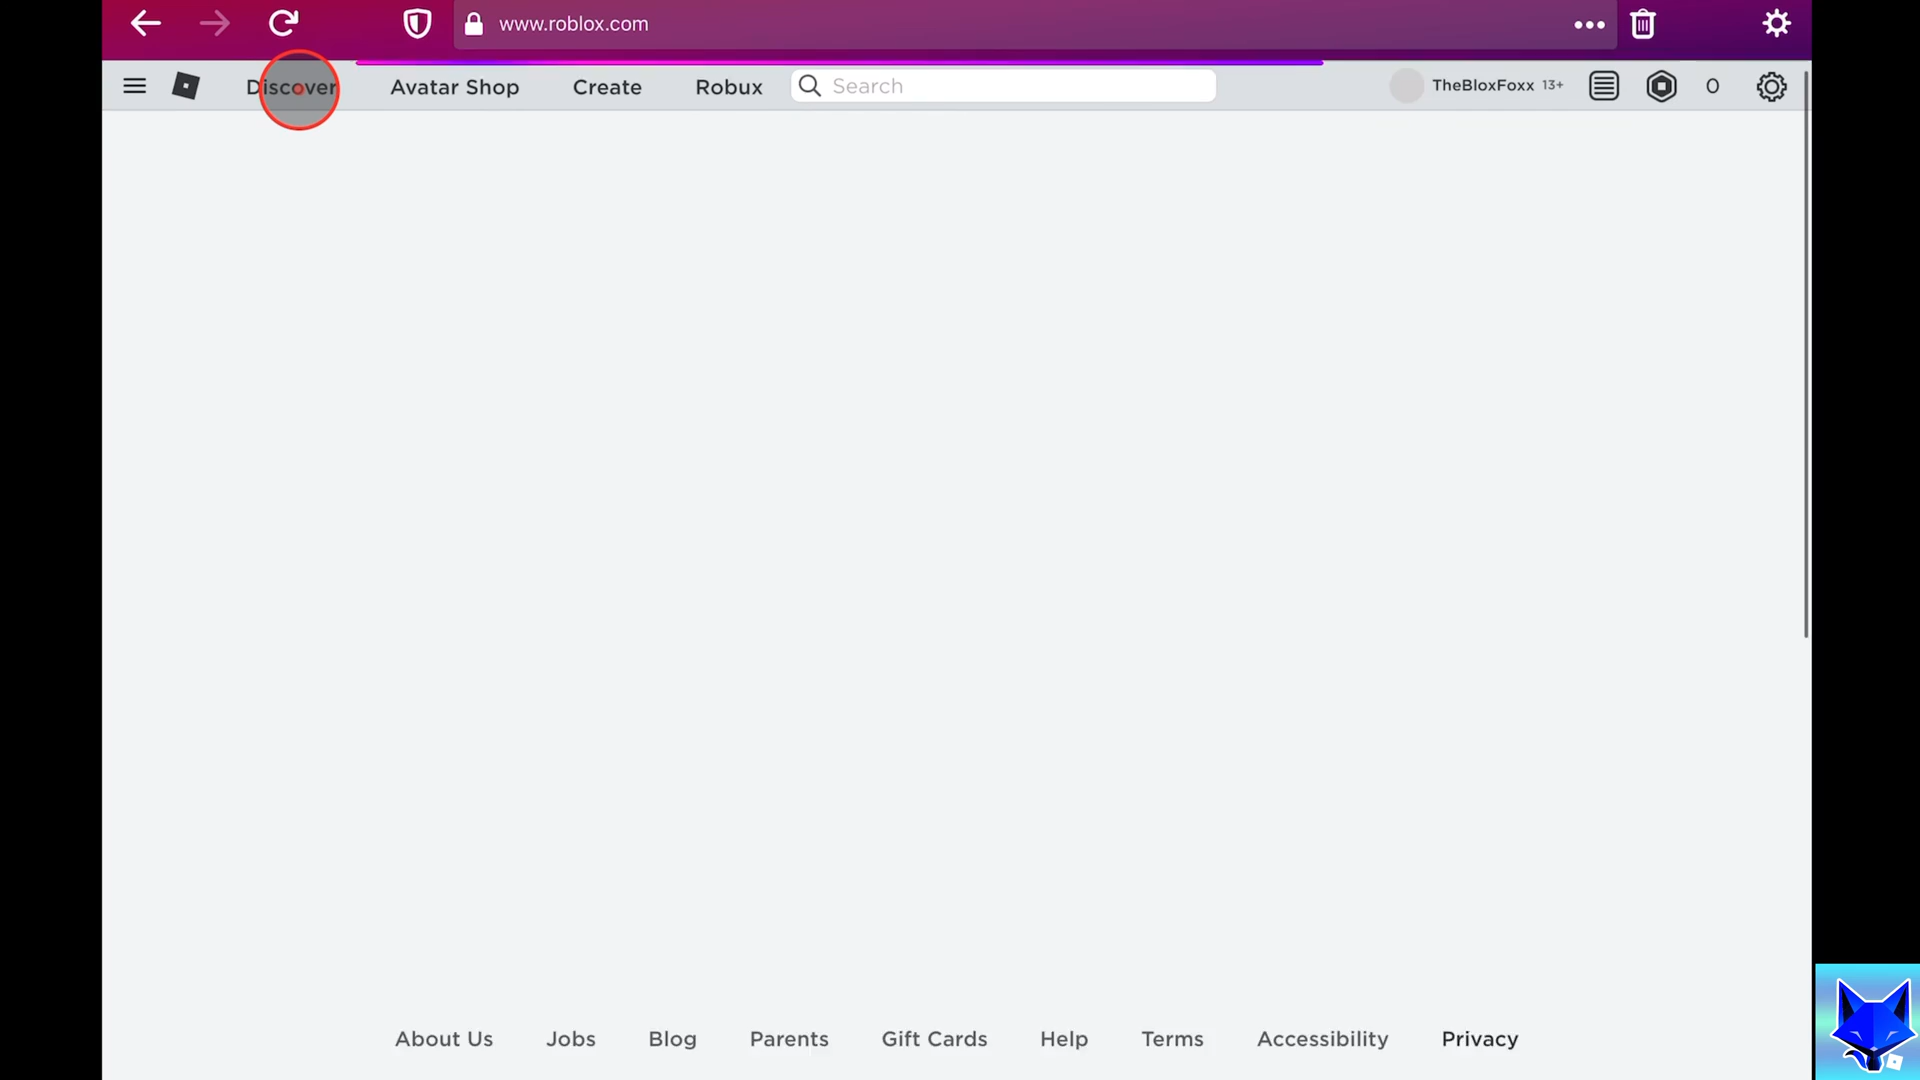 www.roblox.com
Discover Avatar Shop Create Robux Search TheBloxFoxx 13+ 0
About Us Jobs Blog Parents Gift Cards Help Terms Accessibility Privacy